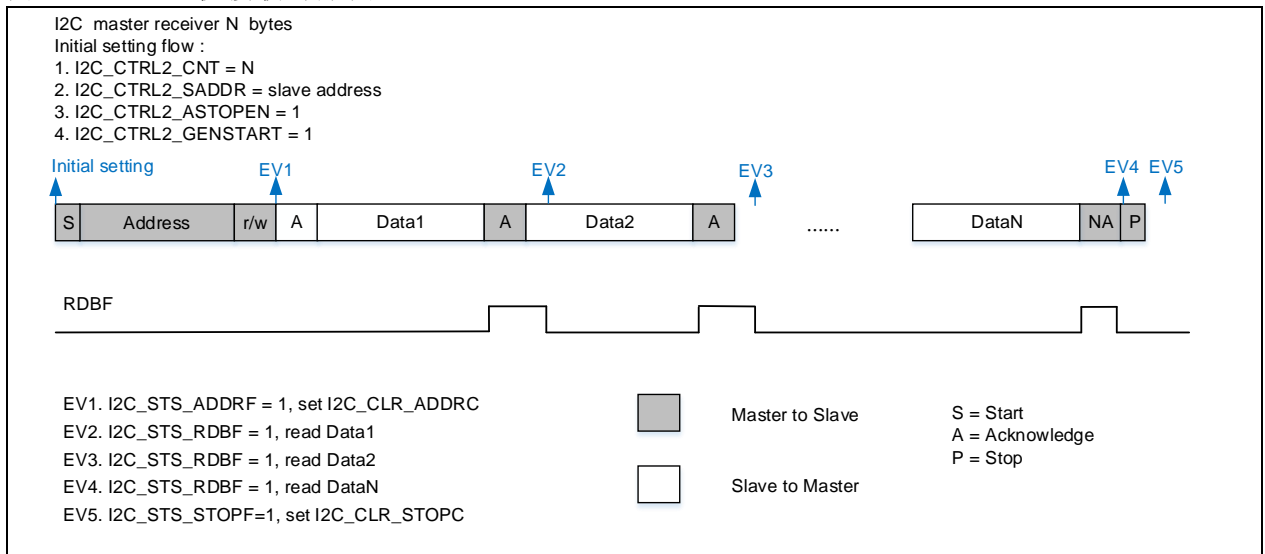 I2C master receiver N bytes
Initial setting flow :
1. I2C_CTRL2_CNT = N
2. I2C_CTRL2_SADDR = slave address
3. I2C_CTRL2_ASTOPEN = 1
4. I2C_CTRL2_GENSTART = 1
Initial setting EV1 EV2 EV3 EV4 EV5
S Address r/w A Data1 A Data2 A ...... DataN NA P
RDBF
EV1. I2C_STS_ADDRF = 1, set I2C_CLR_ADDRC
EV2. I2C_STS_RDBF = 1, read Data1
EV3. I2C_STS_RDBF = 1, read Data2
EV4. I2C_STS_RDBF = 1, read DataN
EV5. I2C_STS_STOPF=1, set I2C_CLR_STOPC
Master to Slave
Slave to Master
S = Start
A = Acknowledge
P = Stop